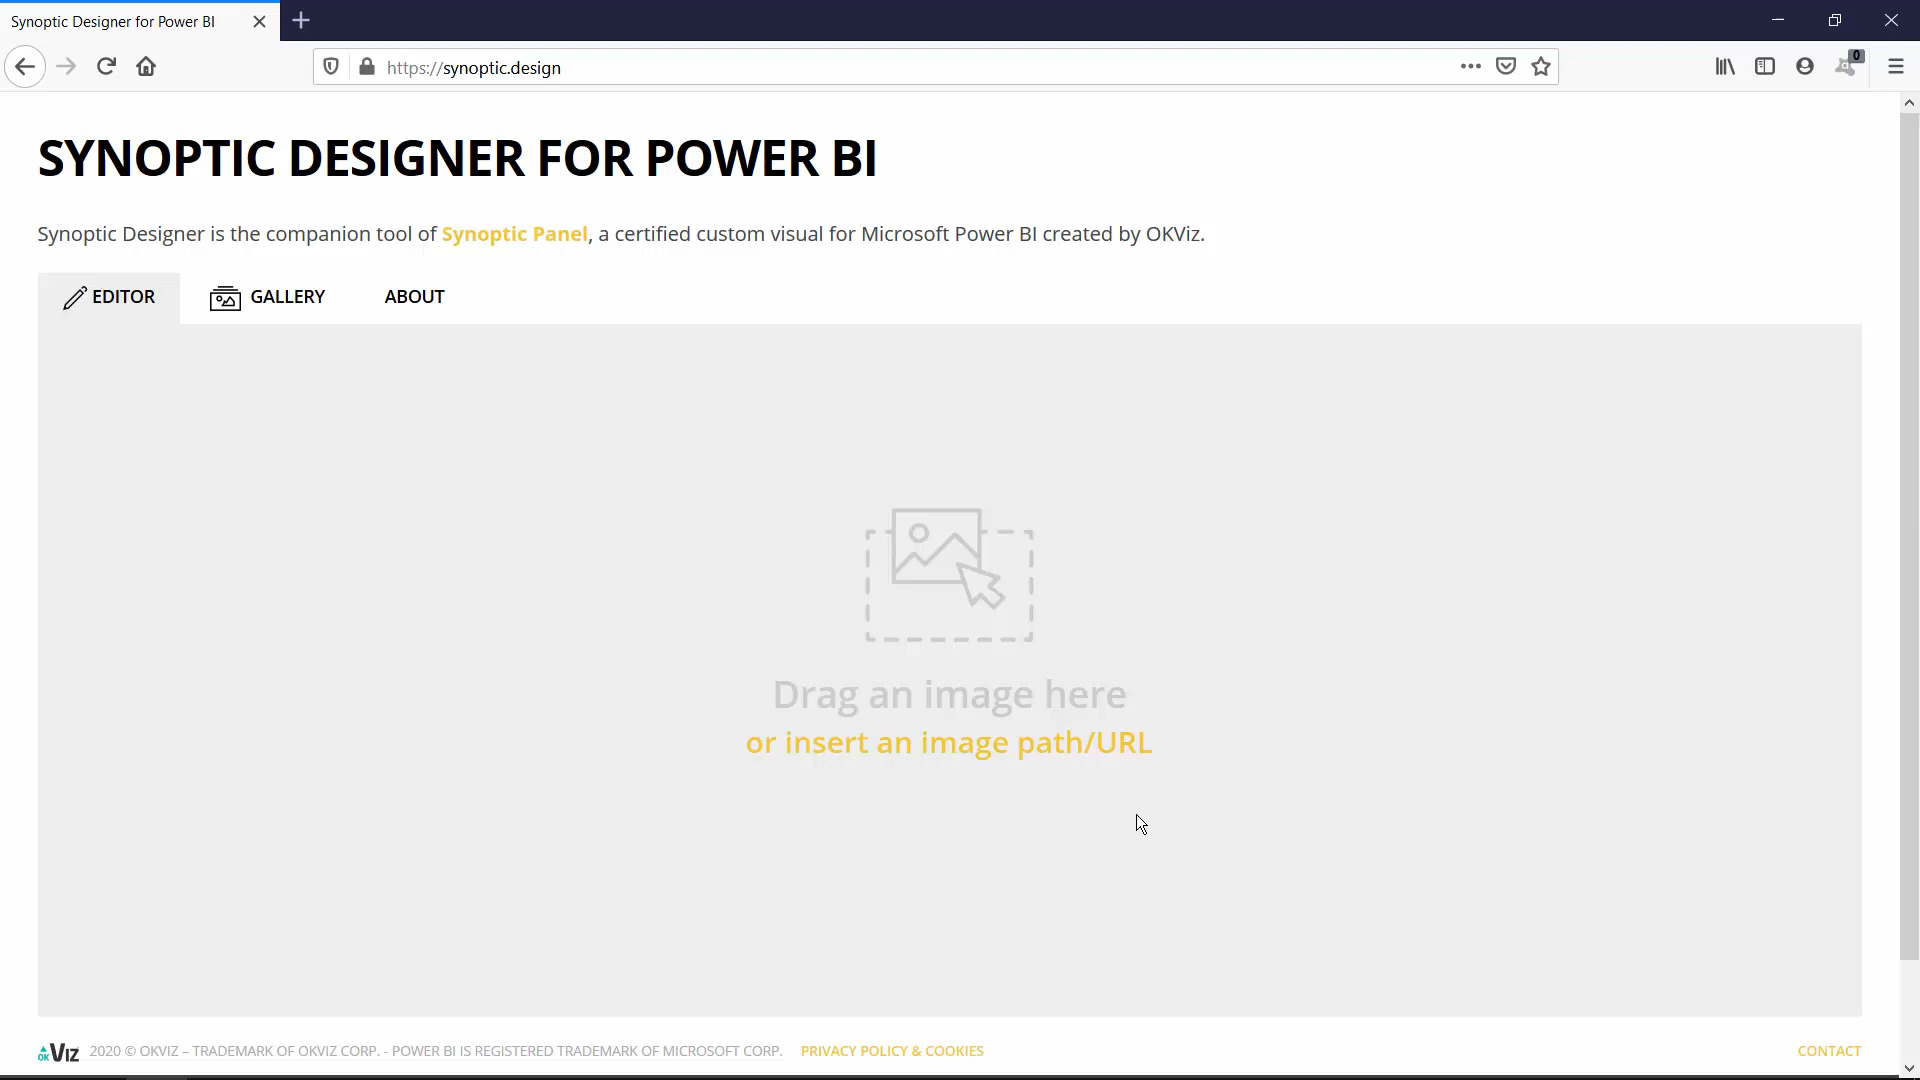 Synoptic Designer for Power BI
https://synoptic.design
0
SYNOPTIC DESIGNER FOR POWER BI
Synoptic Designer is the companion tool of Synoptic Panel, a certified custom visual for Microsoft Power BI created by OKViz.
EDITOR GALLERY ABOUT
Drag an image here
or insert an image path/URL
OK VIZ 2020 © OKVIZ – TRADEMARK OF OKVIZ CORP. - POWER BI IS REGISTERED TRADEMARK OF MICROSOFT CORP. PRIVACY POLICY & COOKIES CONTACT